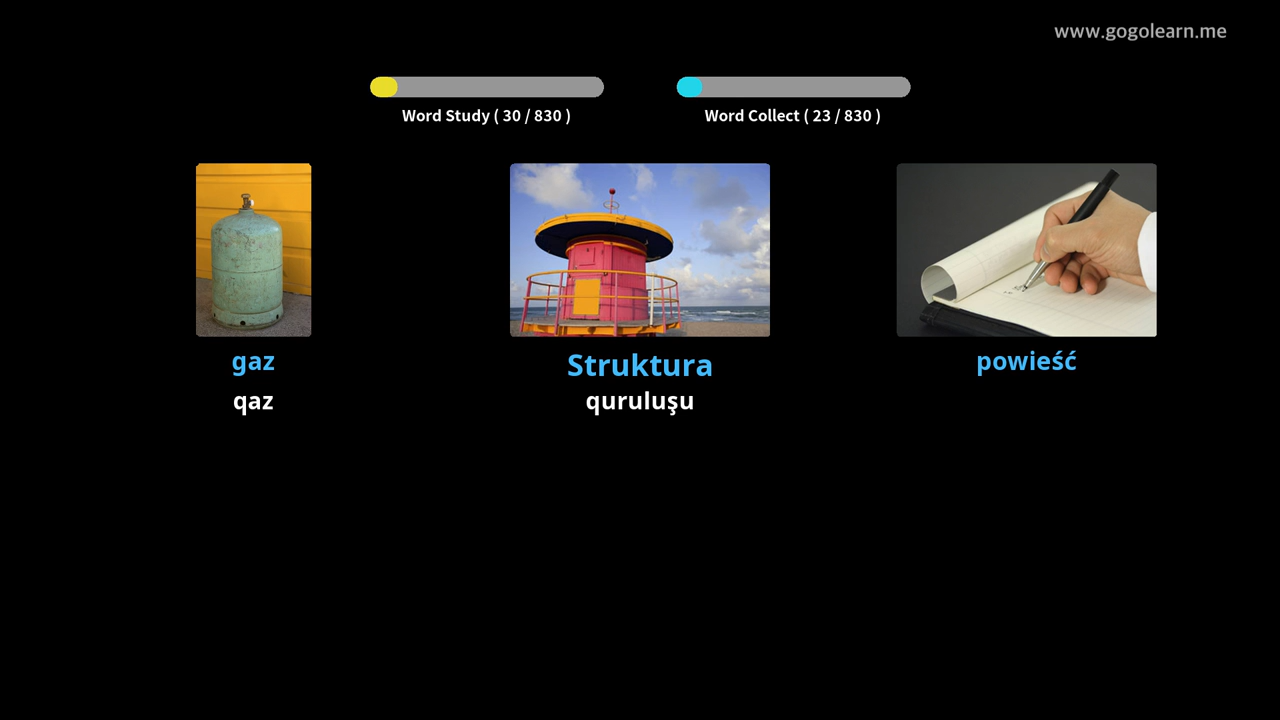 www.gogolearn.me
Word Study ( 30 / 830 )
Word Collect ( 23 / 830 )
gaz
qaz
Struktura
quruluşu
powieść